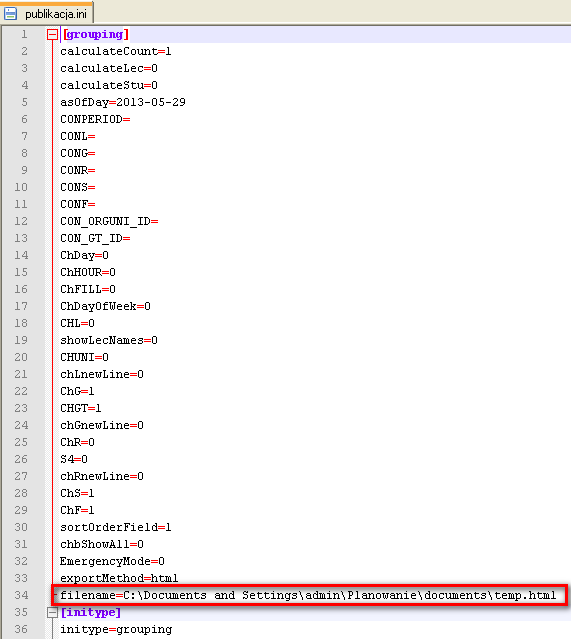 publikacja.ini
1 [grouping]
2 calculateCount=1
3 calculateLec=0
4 calculateStu=0
5 asOfDay=2013-05-29
6 CONPERIOD=
7 CONL=
8 CONG=
9 CONR=
10 CONS=
11 CONF=
12 CON_ORGUNI_ID=
13 CON_GT_ID=
14 ChDay=0
15 ChHOUR=0
16 ChFILL=0
17 ChDayOfWeek=0
18 CHL=0
19 showLecNames=0
20 CHUNI=0
21 chLnewLine=0
22 ChG=1
23 CHGT=1
24 chGnewLine=0
25 ChR=0
26 S4=0
27 chRnewLine=0
28 ChS=1
29 ChF=1
30 sortOrderField=1
31 chbShowAll=0
32 EmergencyMode=0
33 exportMethod=html
34 filename=C:\Documents and Settings\admin\Planowanie\documents\temp.html
35 [initype]
36 initype=grouping